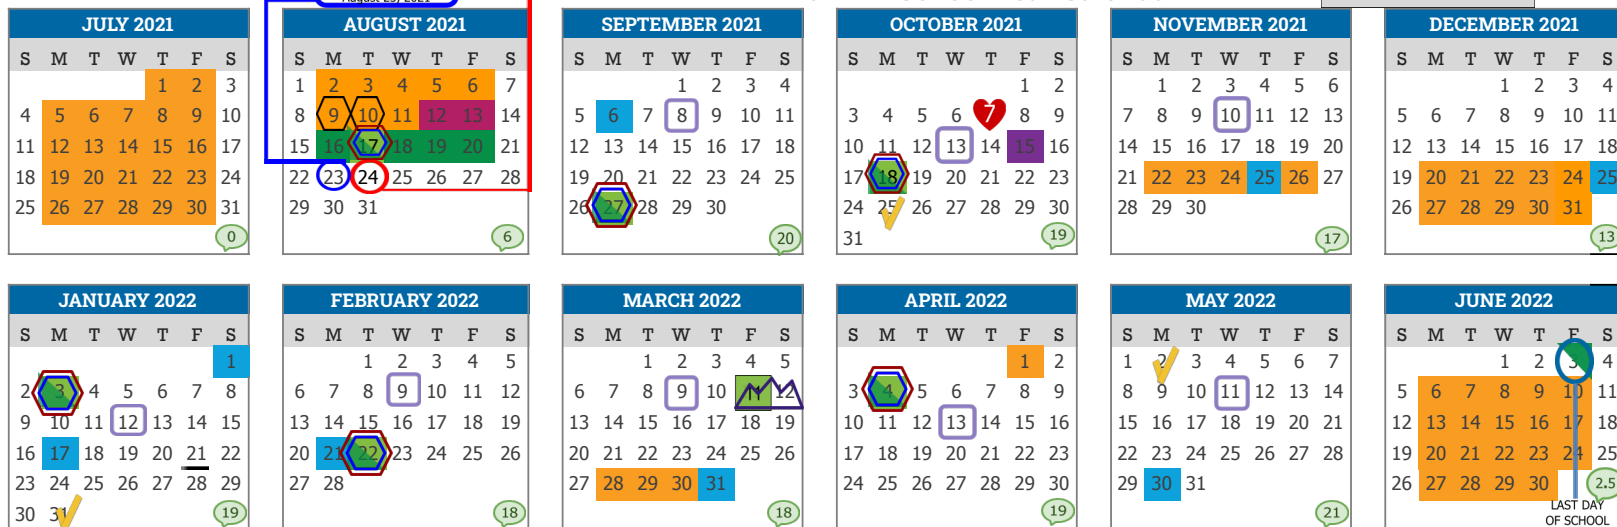 August 23, 2021
JULY 2021
S M T W T F S
1 2 3
4 5 6 7 8 9 10
11 12 13 14 15 16 17
18 19 20 21 22 23 24
25 26 27 28 29 30 31
0
AUGUST 2021
S M T W T F S
1 2 3 4 5 6 7
8 9 10 11 12 13 14
15 16 17 18 19 20 21
22 23 24 25 26 27 28
29 30 31
6
SEPTEMBER 2021
S M T W T F S
1 2 3 4
5 6 7 8 9 10 11
12 13 14 15 16 17 18
19 20 21 22 23 24 25
26 27 28 29 30
20
OCTOBER 2021
S M T W T F S
1 2
3 4 5 6 7 8 9
10 11 12 13 14 15 16
17 18 19 20 21 22 23
24 25 26 27 28 29 30
31
19
NOVEMBER 2021
S M T W T F S
1 2 3 4 5 6
7 8 9 10 11 12 13
14 15 16 17 18 19 20
21 22 23 24 25 26 27
28 29 30
17
DECEMBER 2021
S M T W T F S
1 2 3 4
5 6 7 8 9 10 11
12 13 14 15 16 17 18
19 20 21 22 23 24 25
26 27 28 29 30 31
13
JANUARY 2022
S M T W T F S
1
2 3 4 5 6 7 8
9 10 11 12 13 14 15
16 17 18 19 20 21 22
23 24 25 26 27 28 29
30 31
19
FEBRUARY 2022
S M T W T F S
1 2 3 4 5
6 7 8 9 10 11 12
13 14 15 16 17 18 19
20 21 22 23 24 25 26
27 28
18
MARCH 2022
S M T W T F S
1 2 3 4 5
6 7 8 9 10 11 12
13 14 15 16 17 18 19
20 21 22 23 24 25 26
27 28 29 30 31
18
APRIL 2022
S M T W T F S
1 2
3 4 5 6 7 8 9
10 11 12 13 14 15 16
17 18 19 20 21 22 23
24 25 26 27 28 29 30
19
MAY 2022
S M T W T F S
1 2 3 4 5 6 7
8 9 10 11 12 13 14
15 16 17 18 19 20 21
22 23 24 25 26 27 28
29 30 31
21
JUNE 2022
S M T W T F S
1 2 3 4
5 6 7 8 9 10 11
12 13 14 15 16 17 18
19 20 21 22 23 24 25
26 27 28 29 30
2.5
LAST DAY
OF SCHOOL